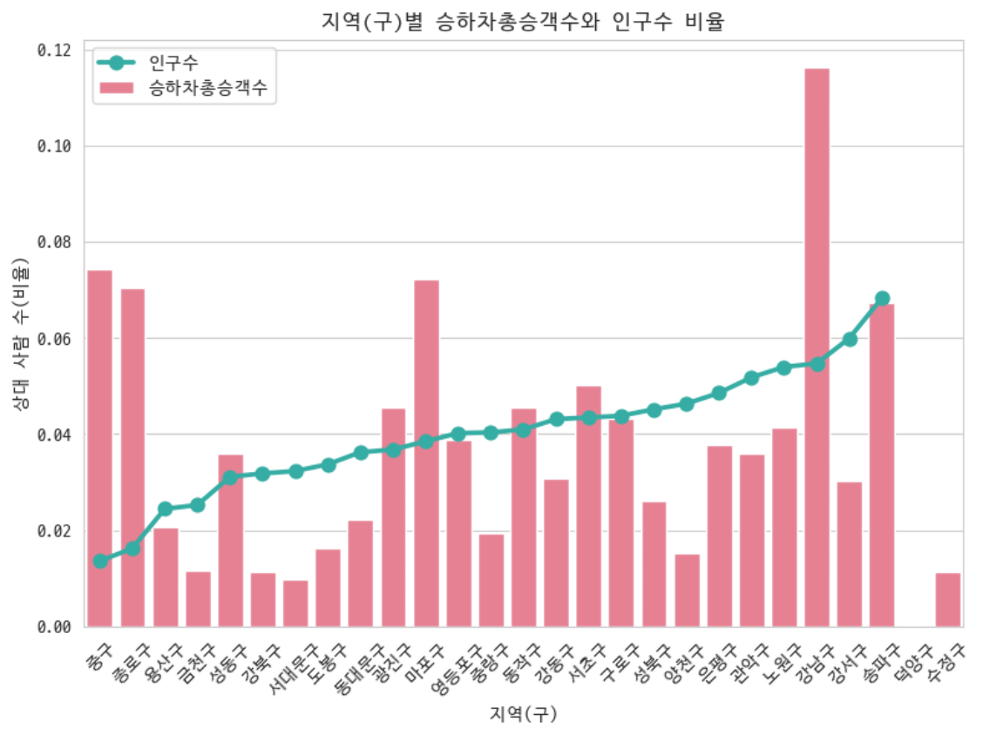 지역(구)별 승하차총승객수와 인구수 비율
인구수
승하차총승객수
상대 사람 수(비율)
0.12
0.10
0.08
0.06
0.04
0.02
0.00
중구
종로구
용산구
금천구
성동구
강북구
서대문구
도봉구
동대문구
광진구
마포구
영등포구
중랑구
동작구
강동구
서초구
구로구
성북구
양천구
은평구
관악구
노원구
강남구
강서구
송파구
덕양구
수정구
지역(구)